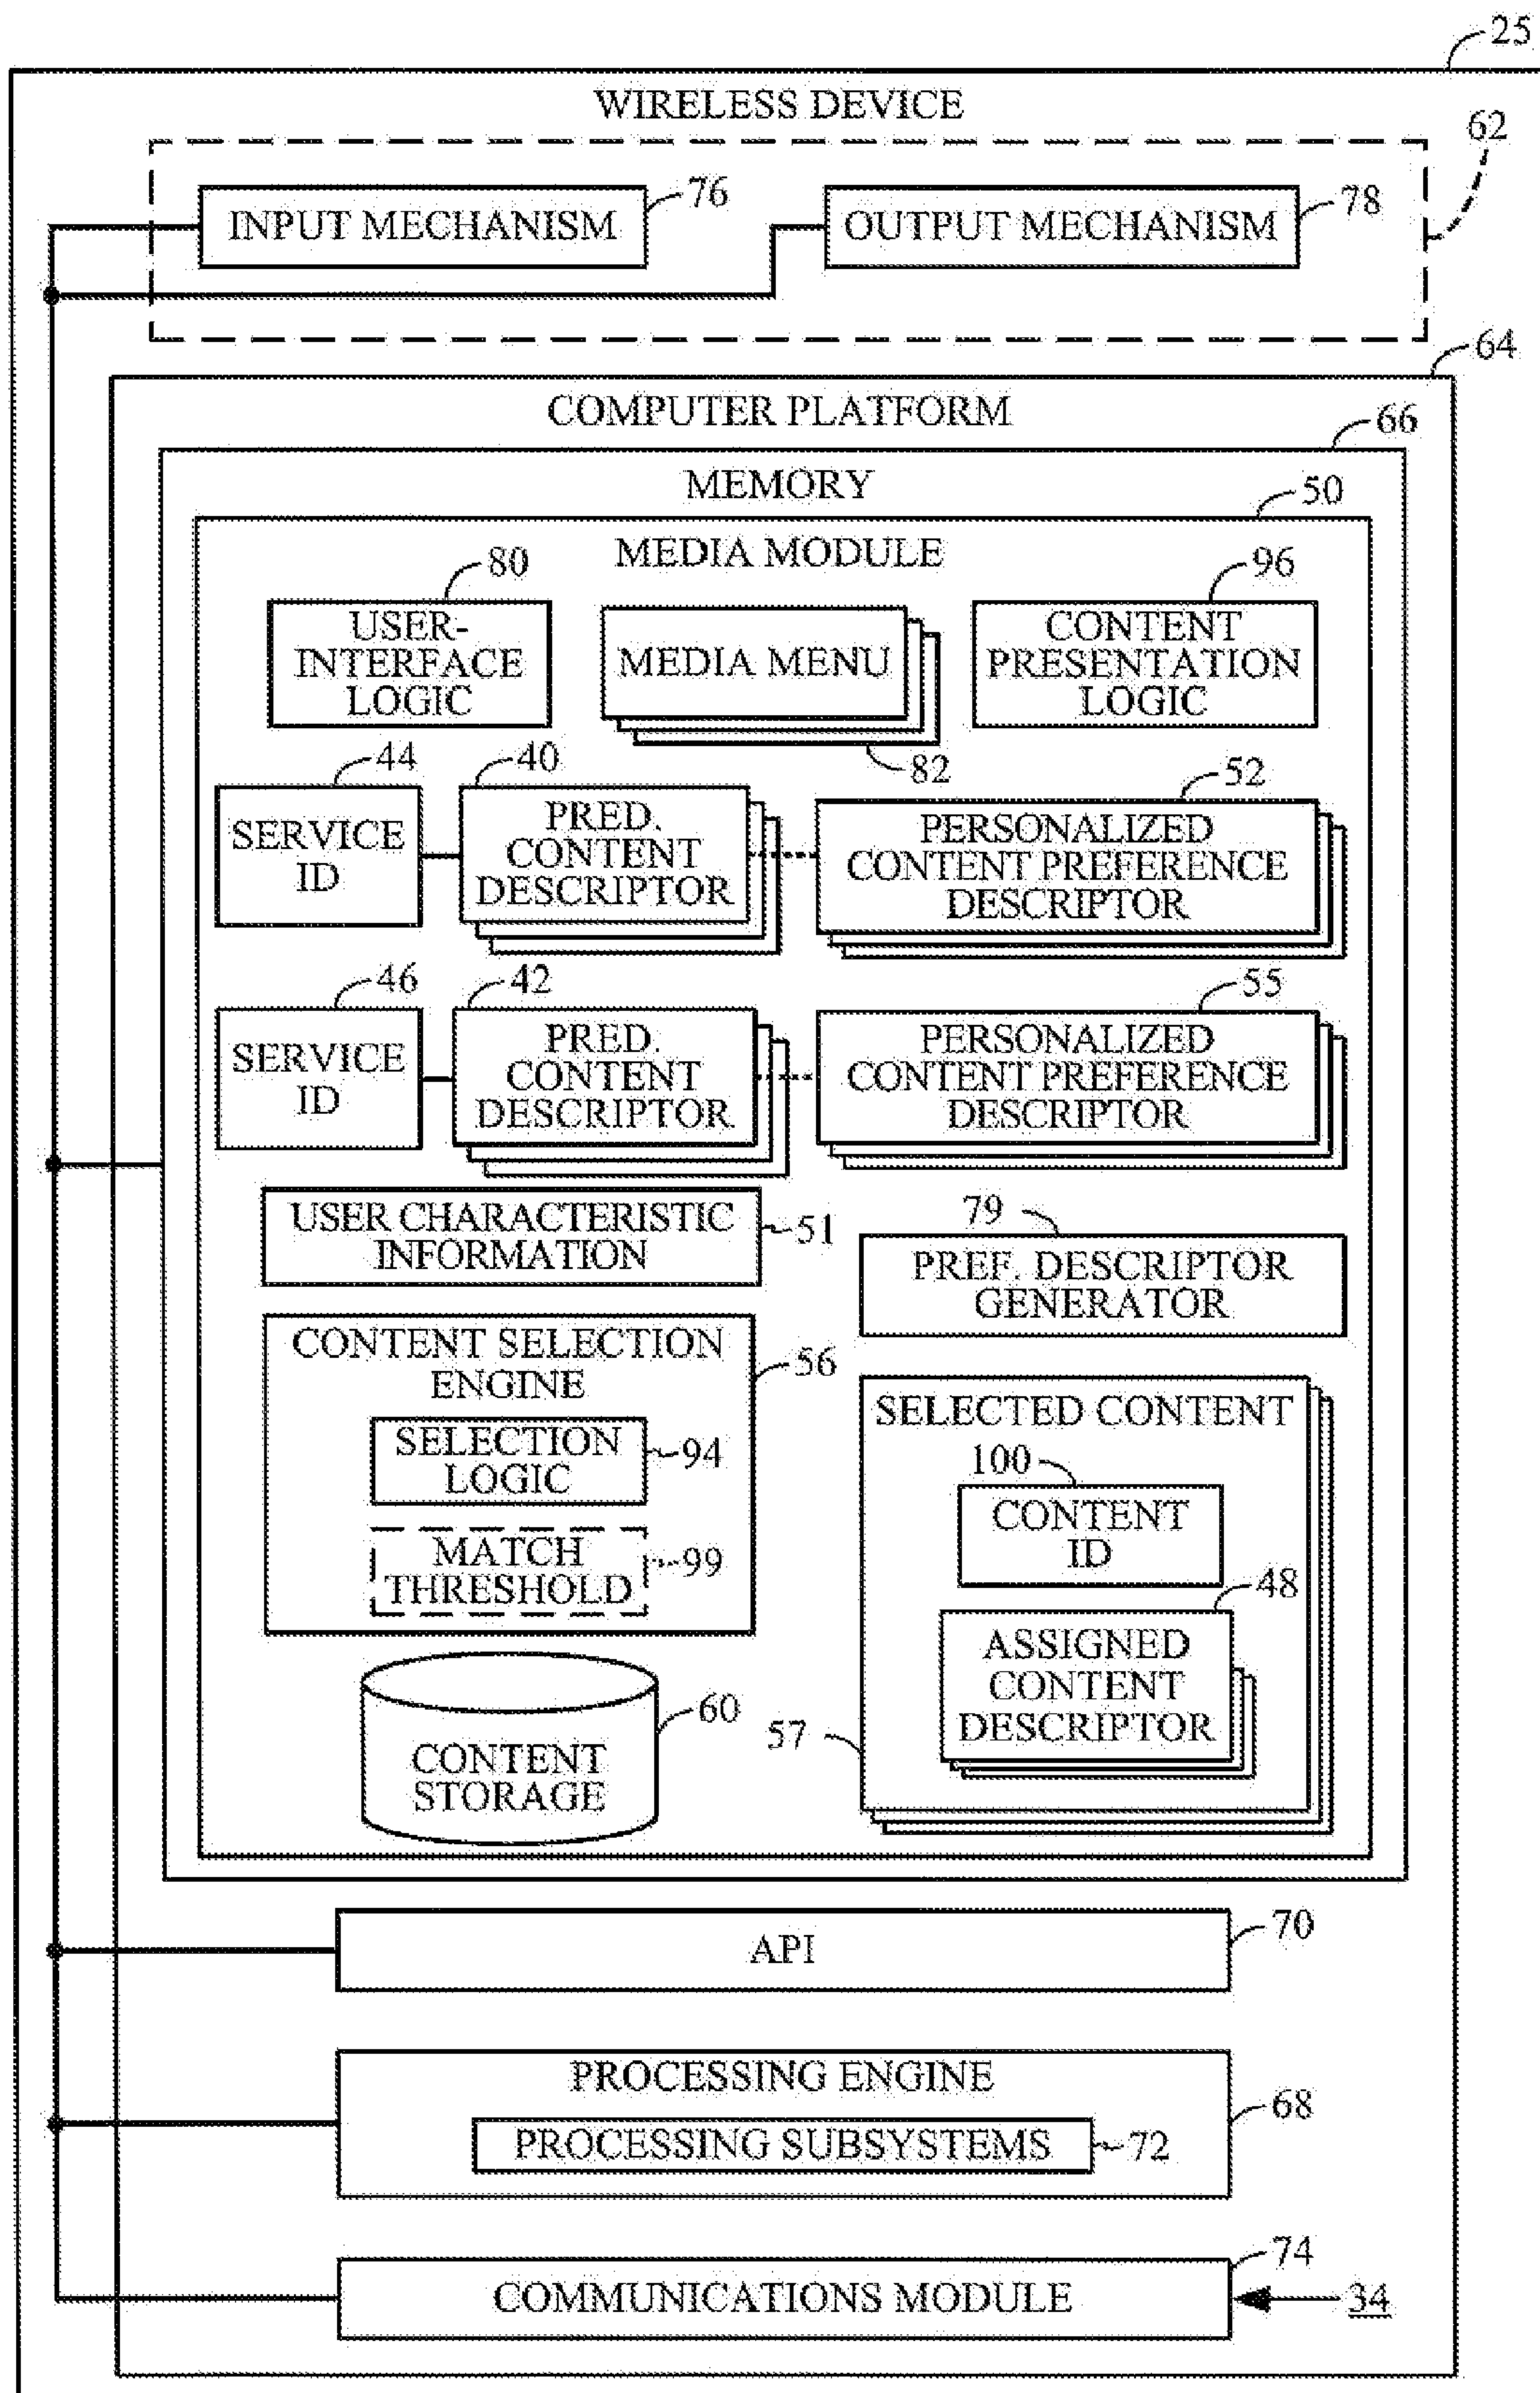 25
WIRELESS DEVICE
62
76
78
INPUT MECHANISM
OUTPUT MECHANISM
64
COMPUTER PLATFORM
66
MEMORY
50
MEDIA MODULE
80
96
USER-
INTERFACE
LOGIC
MEDIA MENU
CONTENT
PRESENTATION
LOGIC
82
44
40
52
SERVICE
ID
PRED.
CONTENT
DESCRIPTOR
PERSONALIZED
CONTENT PREFERENCE
DESCRIPTOR
46
42
55
SERVICE
ID
PRED.
CONTENT
DESCRIPTOR
PERSONALIZED
CONTENT PREFERENCE
DESCRIPTOR
USER CHARACTERISTIC
INFORMATION
51
79
PREF. DESCRIPTOR
GENERATOR
CONTENT SELECTION
ENGINE
56
SELECTION
LOGIC
94
MATCH
THRESHOLD
99
SELECTED CONTENT
100
CONTENT
ID
48
ASSIGNED
CONTENT
DESCRIPTOR
57
60
CONTENT
STORAGE
API
70
PROCESSING ENGINE
68
PROCESSING SUBSYSTEMS
72
74
COMMUNICATIONS MODULE
34